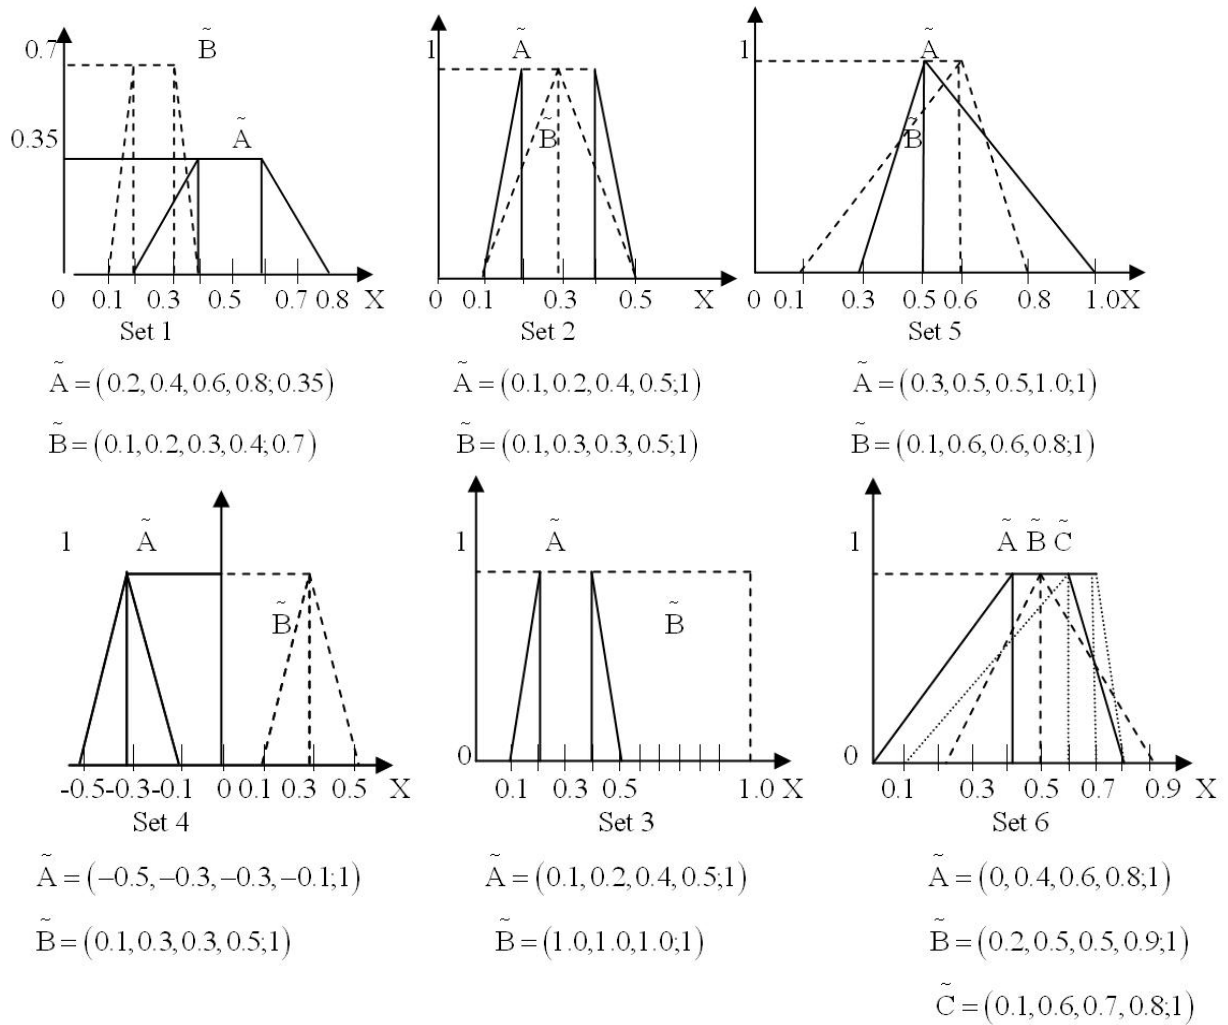 0.7 B̃
0.35 Ã
0 0.1 0.3 0.5 0.7 0.8 X
Set 1
Ã = (0.2, 0.4, 0.6, 0.8; 0.35)
B̃ = (0.1, 0.2, 0.3, 0.4; 0.7)
1 Ã
B̃
0 0.1 0.3 0.5 X
Set 2
Ã = (0.1, 0.2, 0.4, 0.5; 1)
B̃ = (0.1, 0.3, 0.3, 0.5; 1)
1 Ã
B̃
0 0.1 0.3 0.5 0.6 0.8 1.0X
Set 5
Ã = (0.3, 0.5, 0.5, 1.0; 1)
B̃ = (0.1, 0.6, 0.6, 0.8; 1)
1 Ã
B̃
-0.5 -0.3 -0.1 0 0.1 0.3 0.5 X
Set 4
Ã = (−0.5, −0.3, −0.3, −0.1; 1)
B̃ = (0.1, 0.3, 0.3, 0.5; 1)
1 Ã
B̃
0
0.1 0.3 0.5 1.0 X
Set 3
Ã = (0.1, 0.2, 0.4, 0.5; 1)
B̃ = (1.0, 1.0, 1.0; 1)
1 Ã B̃ C̃
0
0.1 0.3 0.5 0.7 0.9 X
Set 6
Ã = (0, 0.4, 0.6, 0.8; 1)
B̃ = (0.2, 0.5, 0.5, 0.9; 1)
C̃ = (0.1, 0.6, 0.7, 0.8; 1)